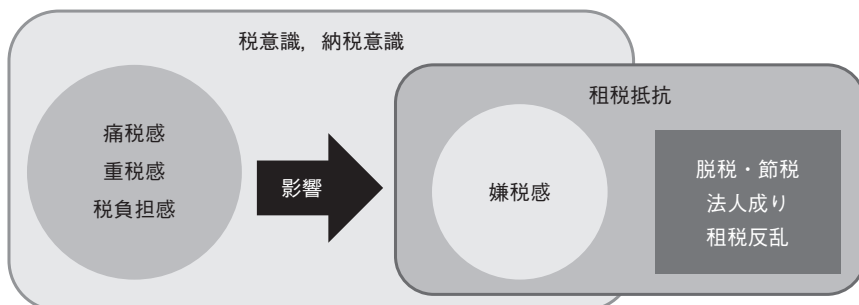 税意識，納税意識
痛税感
重税感
税負担感
影響
租税抵抗
嫌税感
脱税・節税
法人成り
租税反乱